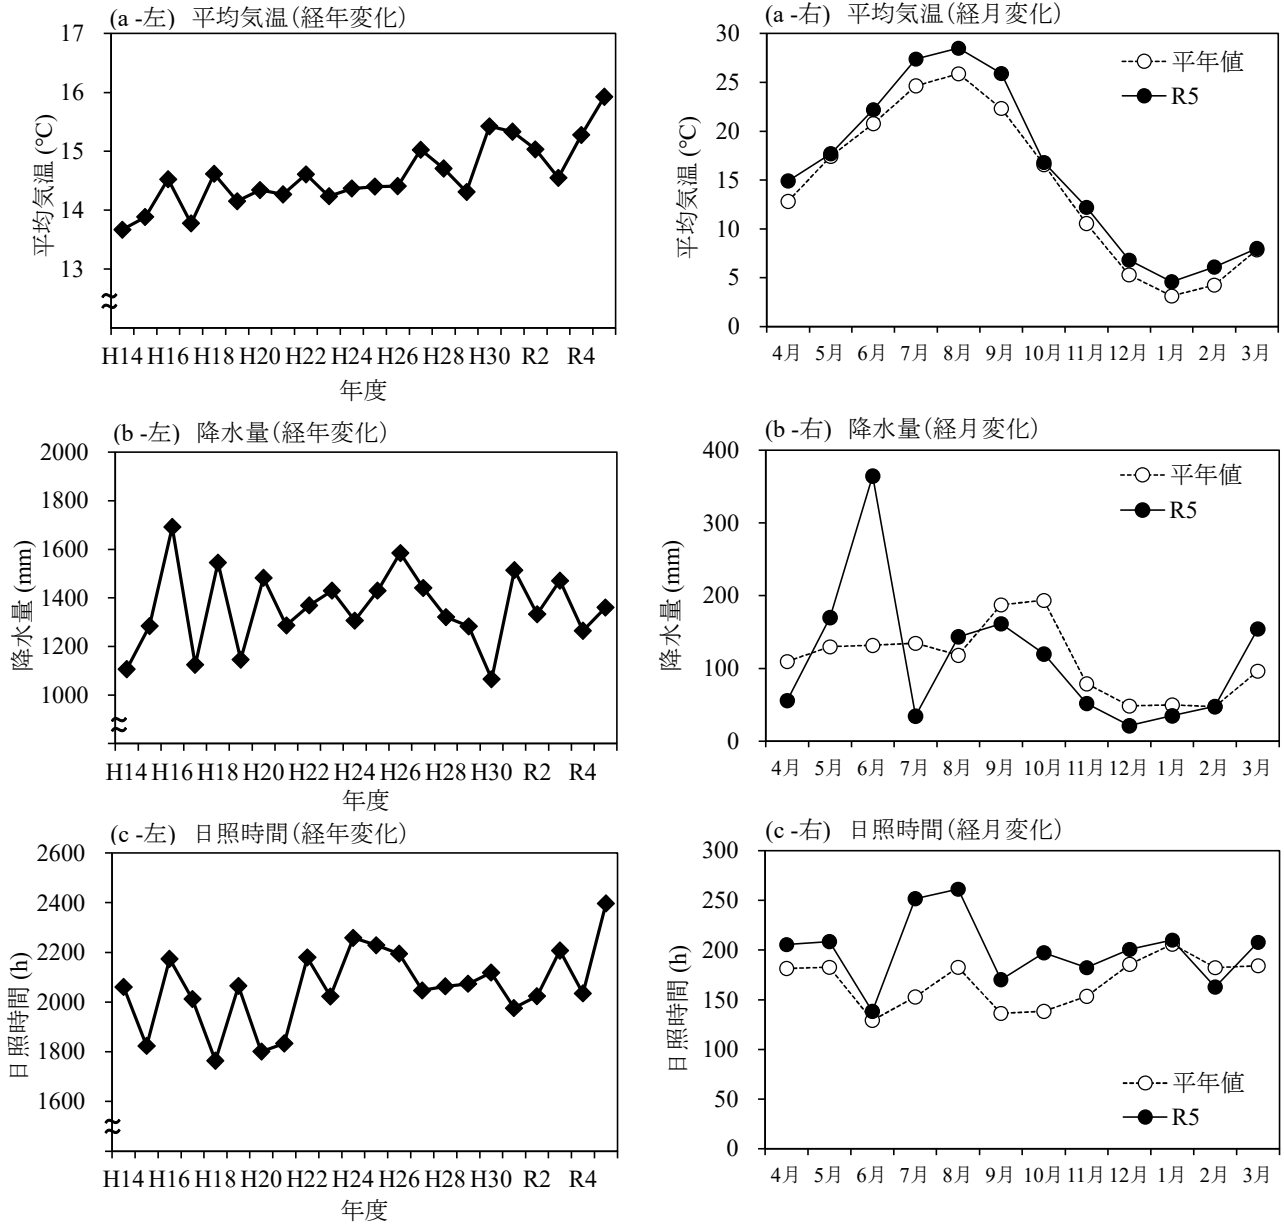 (a -左) 平均気温(経年変化)
17
16
15
14
13
平均気温 (℃)
H14 H16 H18 H20 H22 H24 H26 H28 H30 R2 R4
年度
(a -右) 平均気温(経月変化)
30
25
20
15
10
5
0
平均気温 (℃)
平年値
R5
4月 5月 6月 7月 8月 9月 10月 11月 12月 1月 2月 3月
(b -左) 降水量(経年変化)
2000
1800
1600
1400
1200
1000
降水量 (mm)
H14 H16 H18 H20 H22 H24 H26 H28 H30 R2 R4
年度
(b -右) 降水量(経月変化)
400
300
200
100
0
降水量 (mm)
平年値
R5
4月 5月 6月 7月 8月 9月 10月 11月 12月 1月 2月 3月
(c -左) 日照時間(経年変化)
2600
2400
2200
2000
1800
1600
日照時間 (h)
H14 H16 H18 H20 H22 H24 H26 H28 H30 R2 R4
年度
(c -右) 日照時間(経月変化)
300
250
200
150
100
50
0
日照時間 (h)
平年値
R5
4月 5月 6月 7月 8月 9月 10月 11月 12月 1月 2月 3月